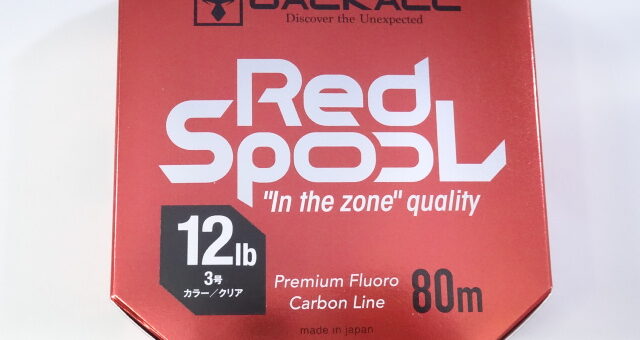 JACKALL
Discover the Unexpected
Red
Spool
"In the zone" quality
12lb
3号
カラー／クリア
Premium Fluoro
Carbon Line
80m
made in japan